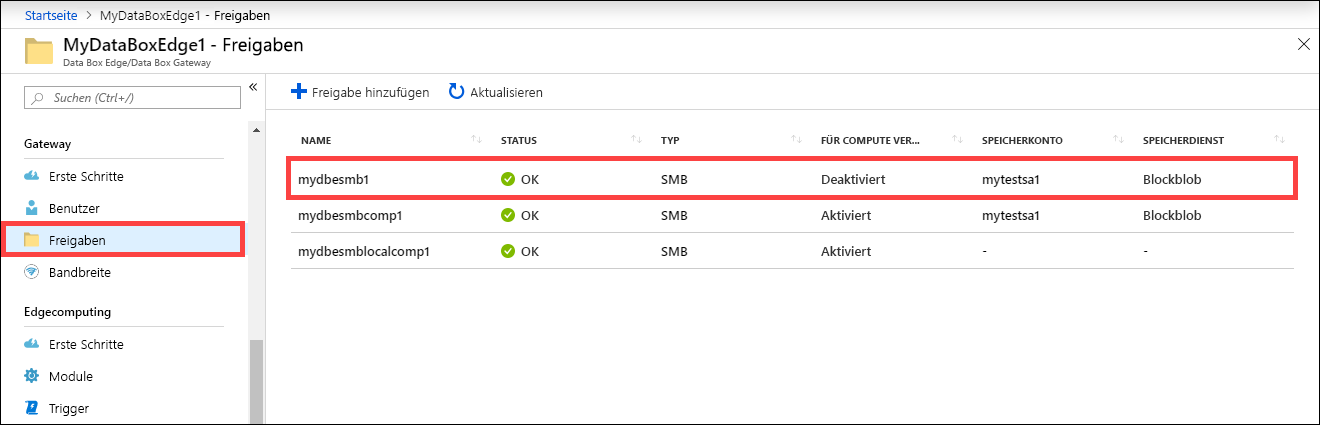 Startseite > MyDataBoxEdge1 - Freigaben
MyDataBoxEdge1 - Freigaben
Data Box Edge/Data Box Gateway
Suchen (Ctrl+/)
Gateway
Erste Schritte
Benutzer
Freigaben
Bandbreite
Edgecomputing
Erste Schritte
Module
Trigger
Freigabe hinzufügen Aktualisieren
NAME STATUS TYP FÜR COMPUTE VER... SPEICHERKONTO SPEICHERDIENST
mydbesmb1 OK SMB Deaktiviert mytestsa1 Blockblob
mydbesmbcomp1 OK SMB Aktiviert mytestsa1 Blockblob
mydbesmblocalcomp1 OK SMB Aktiviert - -